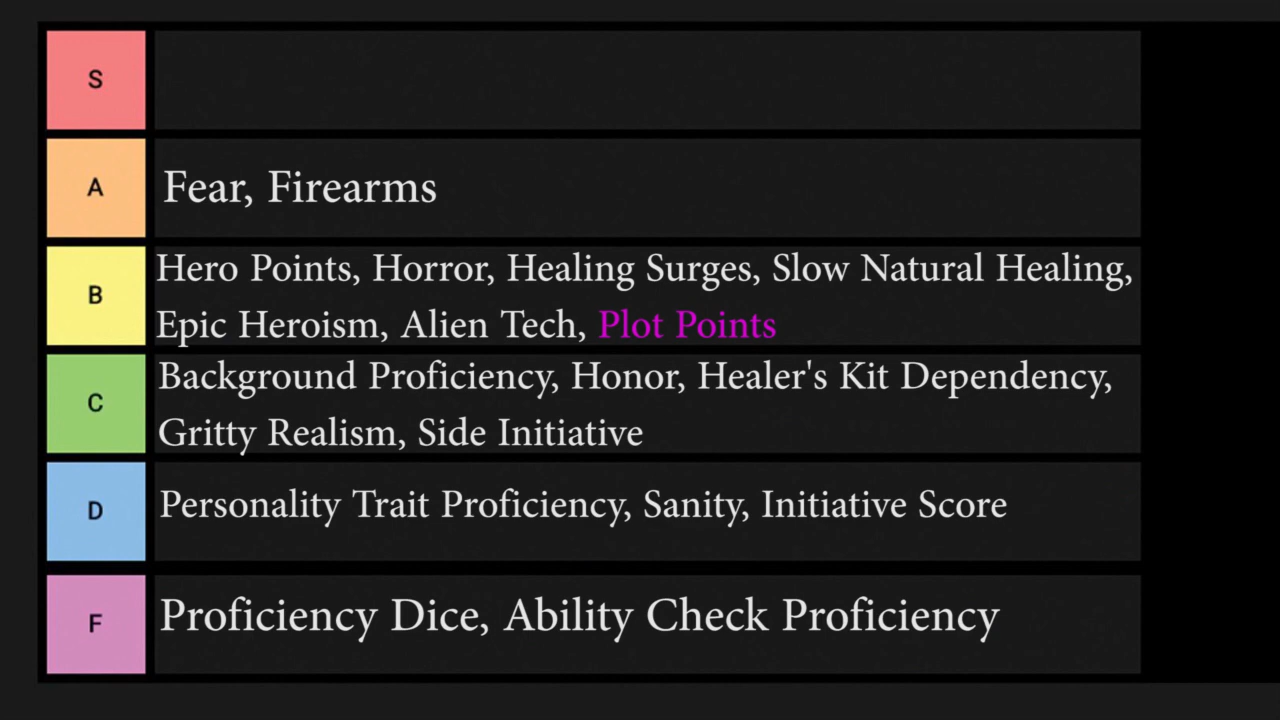 S
A
Fear, Firearms
B
Hero Points, Horror, Healing Surges, Slow Natural Healing,
Epic Heroism, Alien Tech, Plot Points
C
Background Proficiency, Honor, Healer's Kit Dependency,
Gritty Realism, Side Initiative
D
Personality Trait Proficiency, Sanity, Initiative Score
F
Proficiency Dice, Ability Check Proficiency